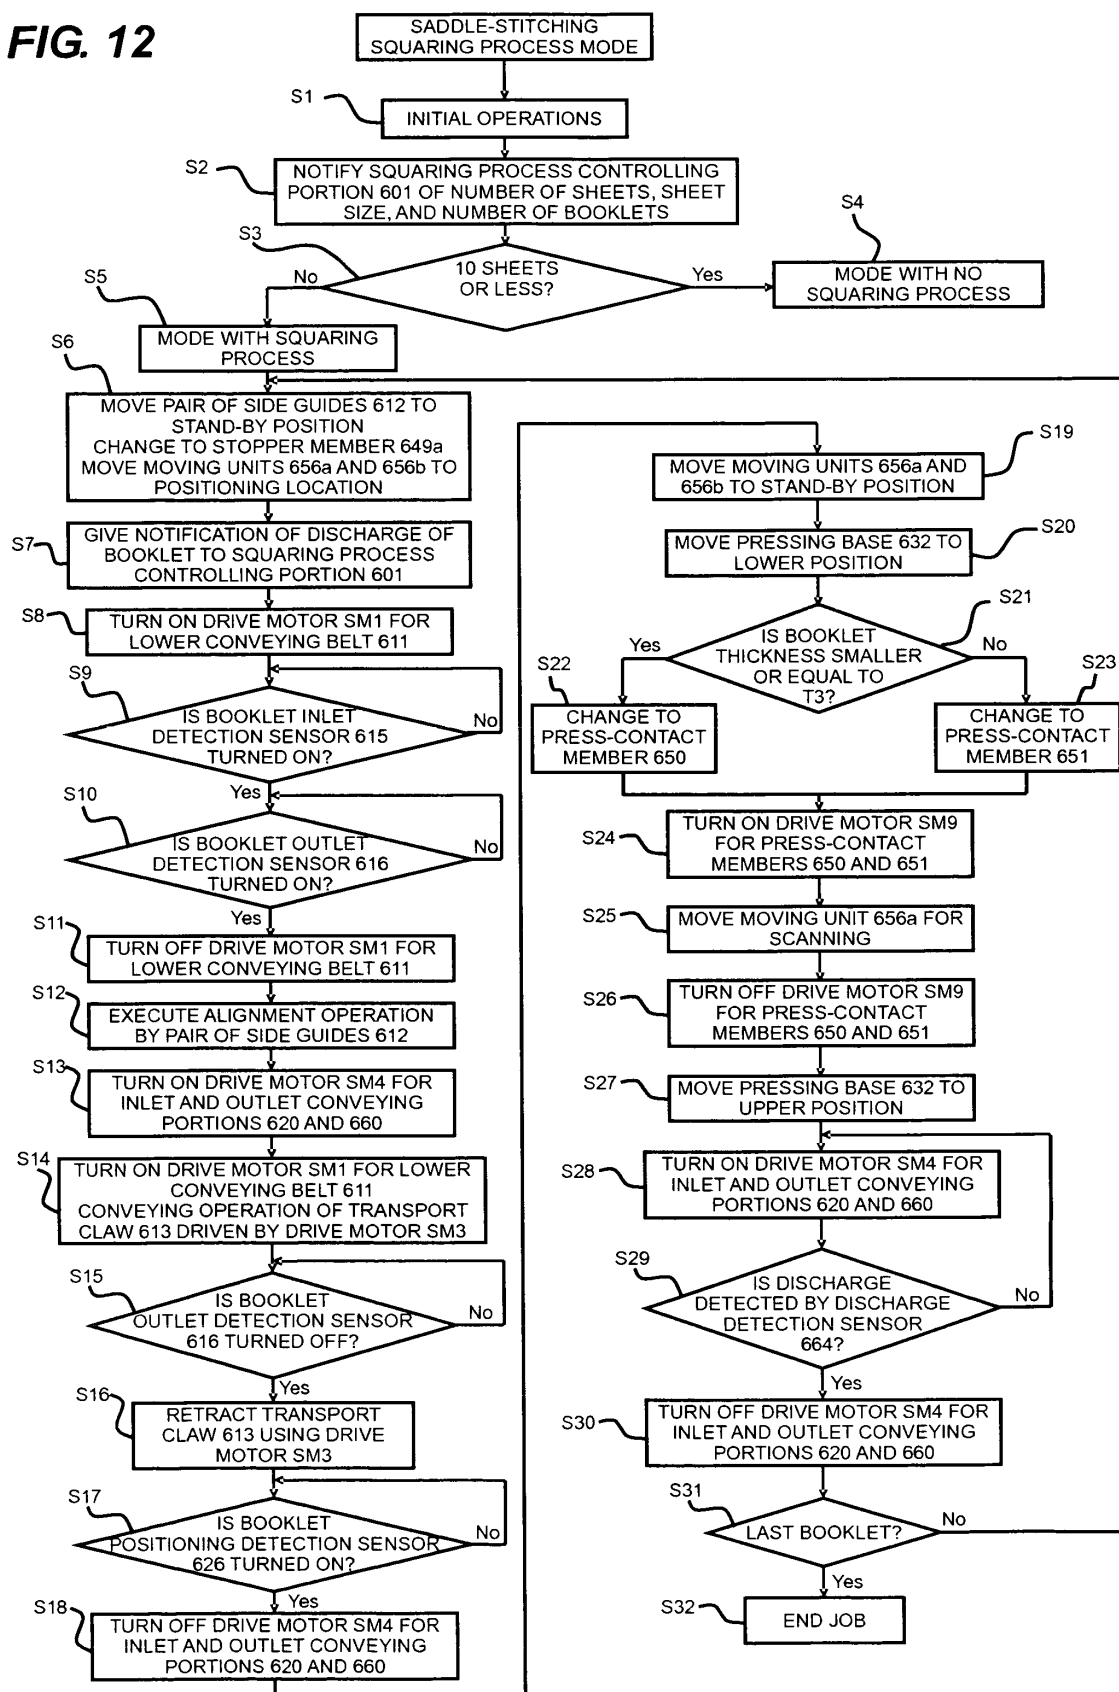 FIG. 12
SADDLE-STITCHING
SQUARING PROCESS MODE
S1
INITIAL OPERATIONS
S2
NOTIFY SQUARING PROCESS CONTROLLING
PORTION 601 OF NUMBER OF SHEETS, SHEET
SIZE, AND NUMBER OF BOOKLETS
S3
10 SHEETS
OR LESS?
No
Yes
S4
MODE WITH NO
SQUARING PROCESS
S5
MODE WITH SQUARING
PROCESS
S6
MOVE PAIR OF SIDE GUIDES 612 TO
STAND-BY POSITION
CHANGE TO STOPPER MEMBER 649a
MOVE MOVING UNITS 656a AND 656b TO
POSITIONING LOCATION
S7
GIVE NOTIFICATION OF DISCHARGE OF
BOOKLET TO SQUARING PROCESS
CONTROLLING PORTION 601
S8
TURN ON DRIVE MOTOR SM1 FOR
LOWER CONVEYING BELT 611
S9
IS BOOKLET INLET
DETECTION SENSOR 615
TURNED ON?
No
Yes
S10
IS BOOKLET OUTLET
DETECTION SENSOR 616
TURNED ON?
No
Yes
S11
TURN OFF DRIVE MOTOR SM1 FOR
LOWER CONVEYING BELT 611
S12
EXECUTE ALIGNMENT OPERATION
BY PAIR OF SIDE GUIDES 612
S13
TURN ON DRIVE MOTOR SM4 FOR
INLET AND OUTLET CONVEYING
PORTIONS 620 AND 660
S14
TURN ON DRIVE MOTOR SM1 FOR LOWER
CONVEYING BELT 611
CONVEYING OPERATION OF TRANSPORT
CLAW 613 DRIVEN BY DRIVE MOTOR SM3
S15
IS BOOKLET
OUTLET DETECTION SENSOR
616 TURNED OFF?
No
Yes
S16
RETRACT TRANSPORT
CLAW 613 USING DRIVE
MOTOR SM3
S17
IS BOOKLET
POSITIONING DETECTION SENSOR
626 TURNED ON?
No
Yes
S18
TURN OFF DRIVE MOTOR SM4 FOR
INLET AND OUTLET CONVEYING
PORTIONS 620 AND 660
S19
MOVE MOVING UNITS 656a AND
656b TO STAND-BY POSITION
S20
MOVE PRESSING BASE 632 TO
LOWER POSITION
S21
IS BOOKLET
THICKNESS SMALLER
OR EQUAL TO
T3?
Yes
No
S22
CHANGE TO
PRESS-CONTACT
MEMBER 650
S23
CHANGE TO
PRESS-CONTACT
MEMBER 651
S24
TURN ON DRIVE MOTOR SM9
FOR PRESS-CONTACT
MEMBERS 650 AND 651
S25
MOVE MOVING UNIT 656a FOR
SCANNING
S26
TURN OFF DRIVE MOTOR SM9
FOR PRESS-CONTACT
MEMBERS 650 AND 651
S27
MOVE PRESSING BASE 632 TO
UPPER POSITION
S28
TURN ON DRIVE MOTOR SM4 FOR
INLET AND OUTLET CONVEYING
PORTIONS 620 AND 660
S29
IS DISCHARGE
DETECTED BY DISCHARGE
DETECTION SENSOR
664?
No
Yes
S30
TURN OFF DRIVE MOTOR SM4 FOR
INLET AND OUTLET CONVEYING
PORTIONS 620 AND 660
S31
LAST BOOKLET?
No
Yes
S32
END JOB